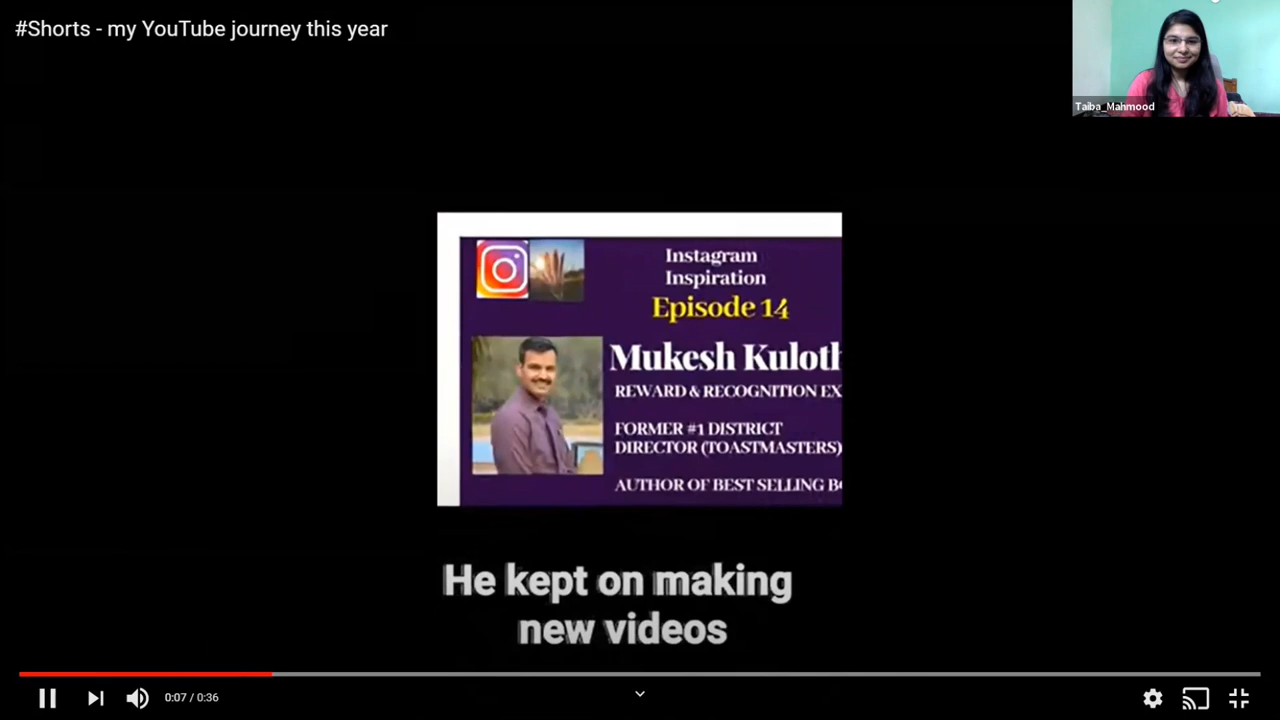 #Shorts - my YouTube journey this year
Taiba_Mahmood
Instagram
Inspiration
Episode 14
Mukesh Kuloth
REWARD & RECOGNITION EX
FORMER #1 DISTRICT
DIRECTOR (TOASTMASTERS)
AUTHOR OF BEST SELLING
He kept on making
new videos
0:07 / 0:36